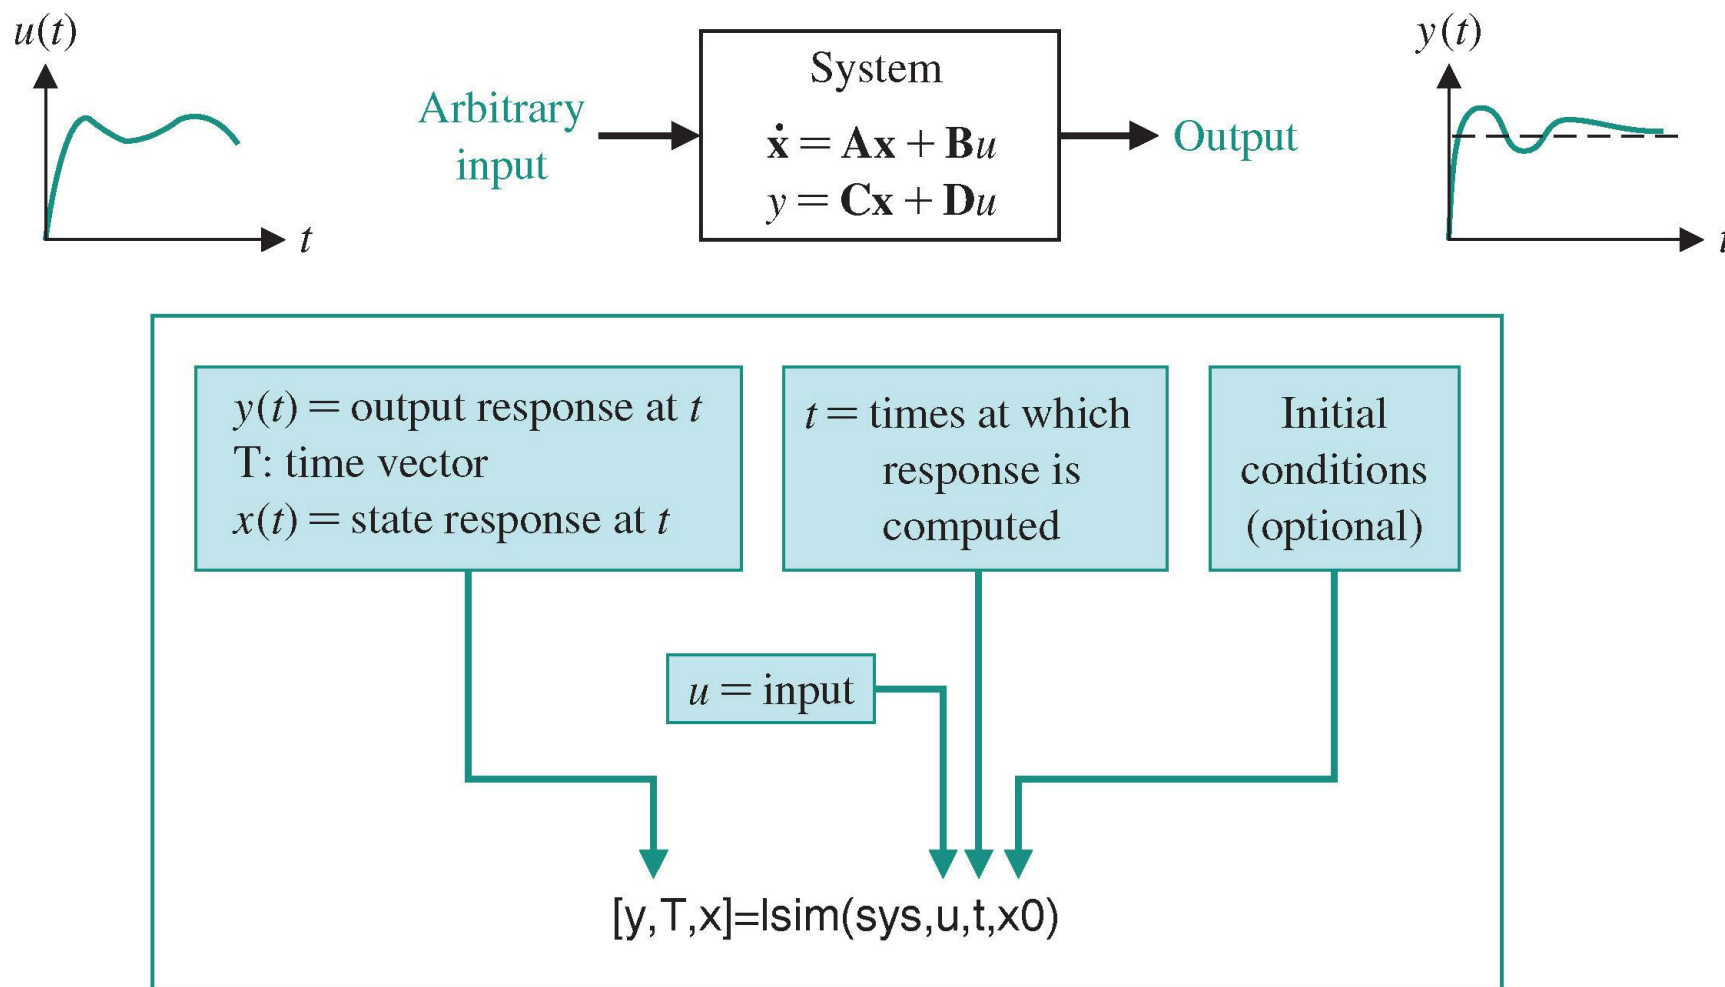 u(t)
t
Arbitrary
input
System
ẋ = Ax + Bu
y = Cx + Du
Output
y(t)
t
y(t) = output response at t
T: time vector
x(t) = state response at t
t = times at which
response is
computed
Initial
conditions
(optional)
u = input
[y,T,x]=lsim(sys,u,t,x0)